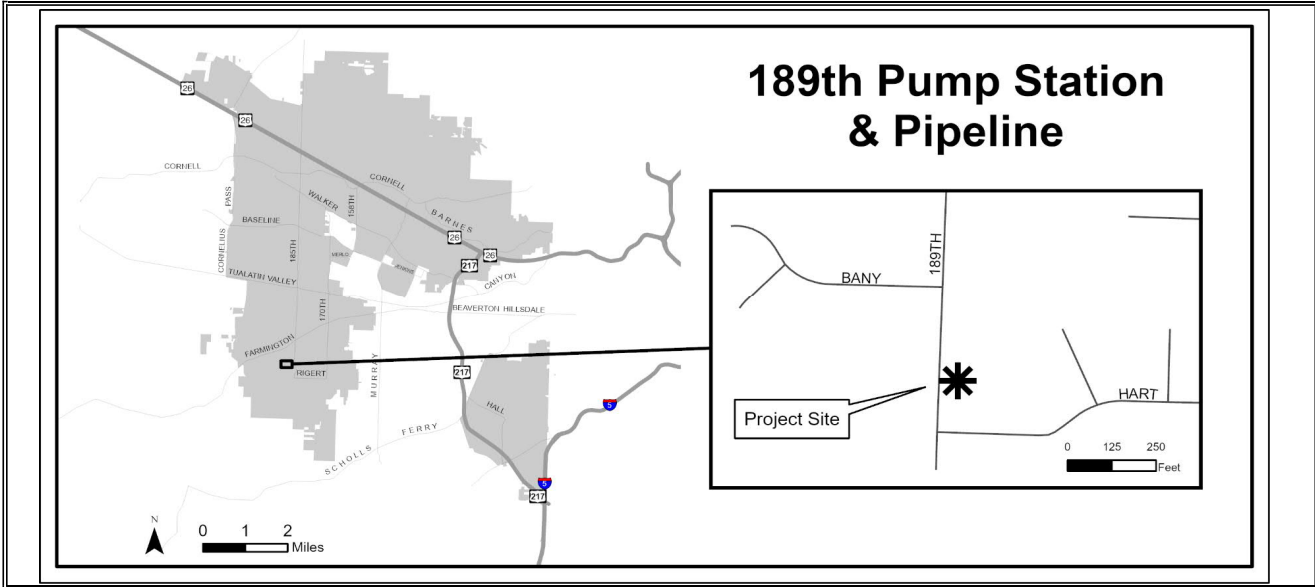 189th Pump Station
& Pipeline
26
26
CORNELL
CORNELL
PASS
WALKER
158TH
BARNES
BASELINE
26
26
217
CORNELIUS
185TH
MERLO
JENKINS
TUALATIN VALLEY
CANYON
170TH
BEAVERTON HILLSDALE
FARMINGTON
RIGERT
MURRAY
217
HALL
5
SCHOLLS FERRY
5
217
N
0 1 2
Miles
189TH
BANY
HART
Project Site
0 125 250
Feet